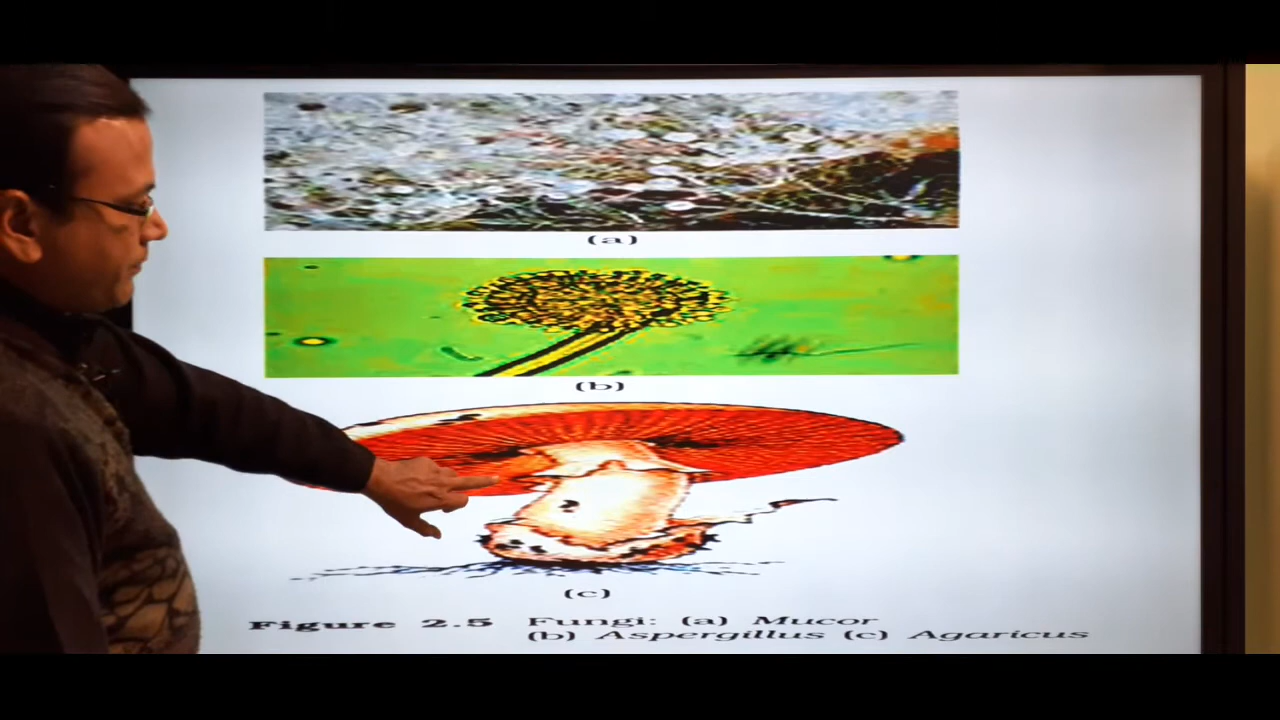 (a)
(b)
(c)
Figure 2.5 Fungi: (a) Mucor
(b) Aspergillus (c) Agaricus